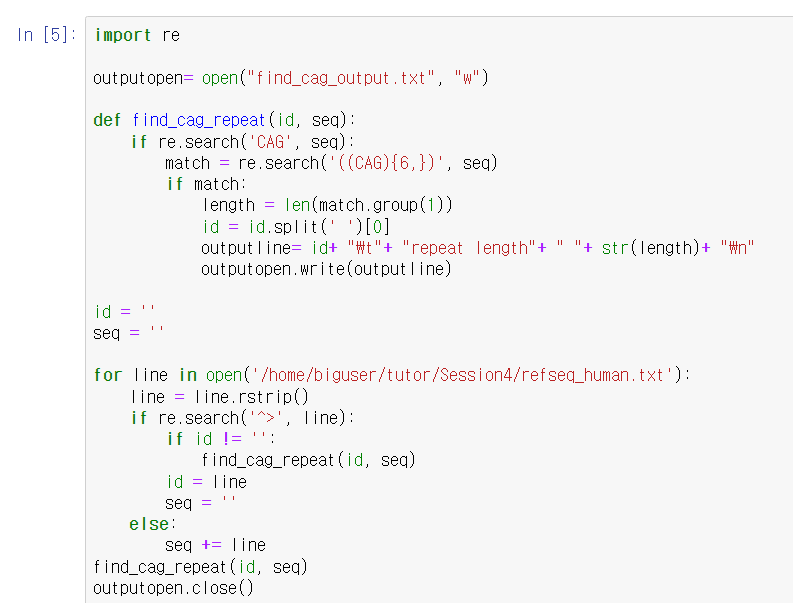 In [5]: import re
outputopen= open("find_cag_output.txt", "w")
def find_cag_repeat(id, seq):
if re.search('CAG', seq):
match = re.search('((CAG){6,})', seq)
if match:
length = len(match.group(1))
id = id.split(' ')[0]
outputline= id+ "₩t"+ "repeat length"+ " "+ str(length)+ "₩n"
outputopen.write(outputline)
id = ''
seq = ''
for line in open('/home/biguser/tutor/Session4/refseq_human.txt'):
line = line.rstrip()
if re.search('^>', line):
if id != '':
find_cag_repeat(id, seq)
id = line
seq = ''
else:
seq += line
find_cag_repeat(id, seq)
outputopen.close()